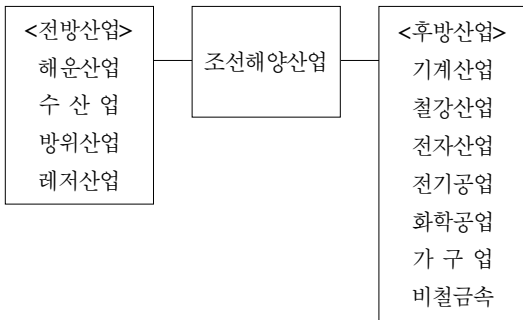 <전방산업>
해운산업
수 산 업
방위산업
레저산업
조선해양산업
<후방산업>
기계산업
철강산업
전자산업
전기공업
화학공업
가 구 업
비철금속